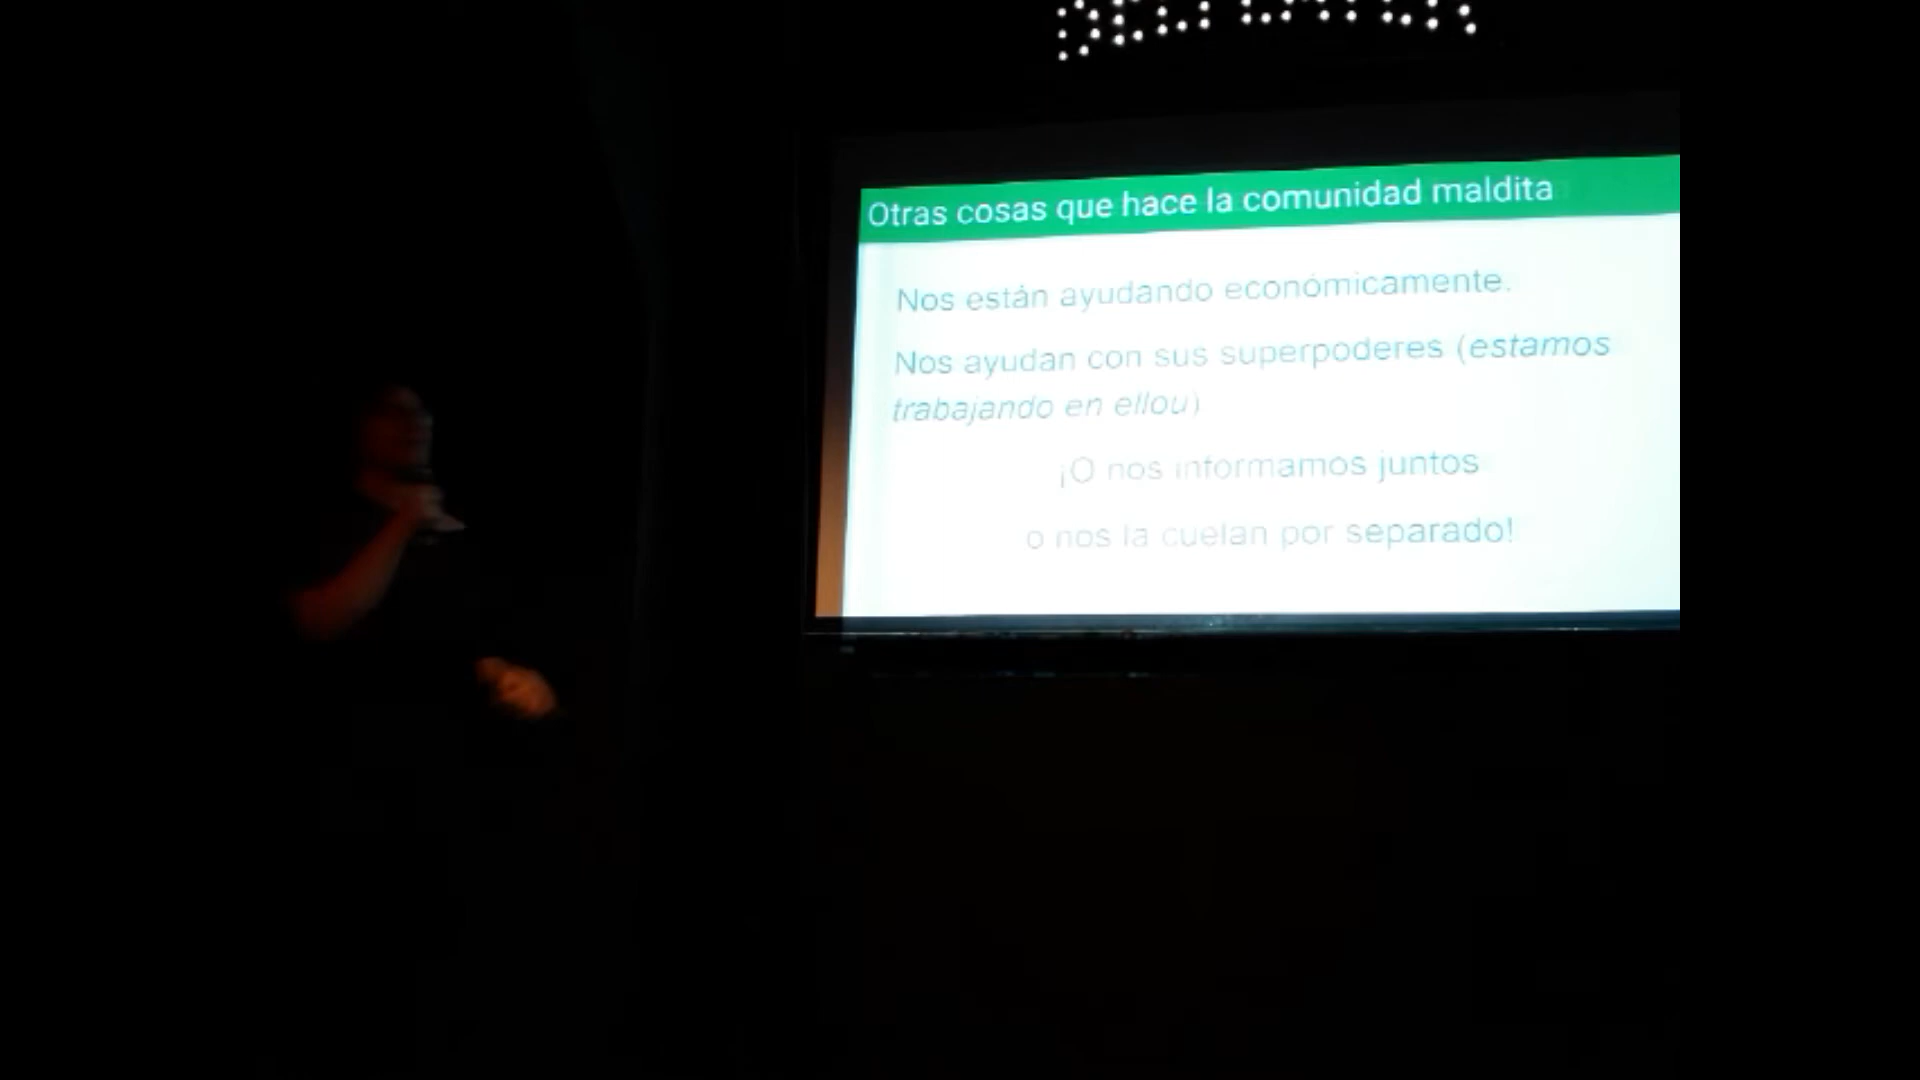 Otras cosas que hace la comunidad maldita
Nos están ayudando económicamente.
Nos ayudan con sus superpoderes (estamos
trabajando en ellou)
¡O nos informamos juntos
o nos la cuelan por separado!